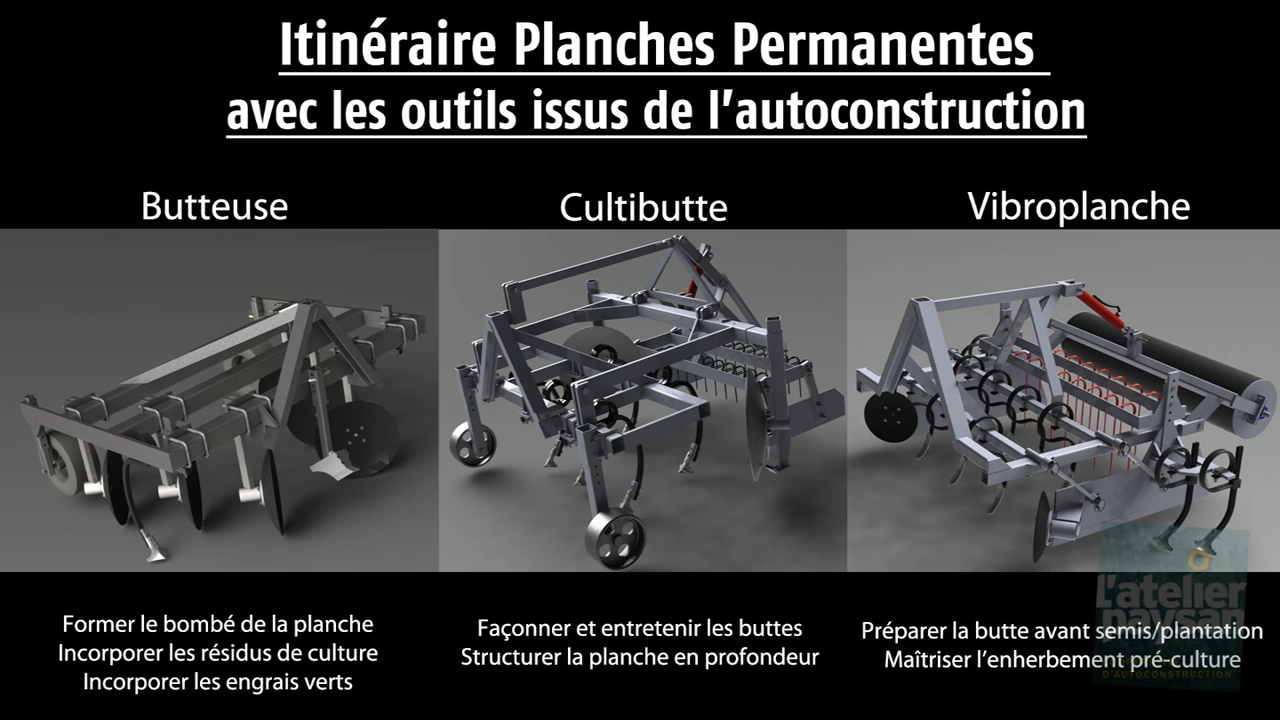 Itinéraire Planches Permanentes
avec les outils issus de l'autoconstruction
Butteuse
Cultibutte
Vibroplanche
Former le bombé de la planche
Incorporer les résidus de culture
Incorporer les engrais verts
Façonner et entretenir les buttes
Structurer la planche en profondeur
Préparer la butte avant semis/plantation
Maîtriser l'enherbement pré-culture
l'atelier
paysan
D'AUTOCONSTRUCTION